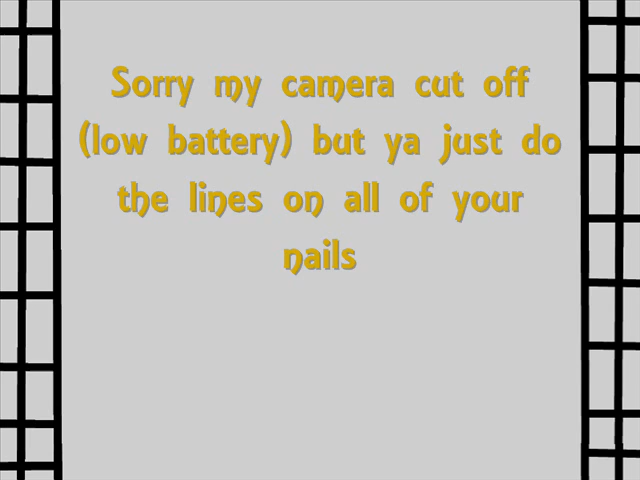 Sorry my camera cut off
(low battery) but ya just do
the lines on all of your
nails